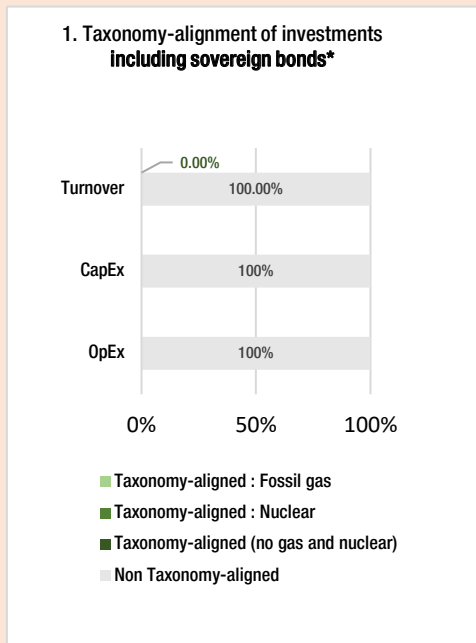 1. Taxonomy-alignment of investments
including sovereign bonds*
0.00%
Turnover
100.00%
CapEx
100%
OpEx
100%
0%
50%
100%
Taxonomy-aligned : Fossil gas
Taxonomy-aligned : Nuclear
Taxonomy-aligned (no gas and nuclear)
Non Taxonomy-aligned